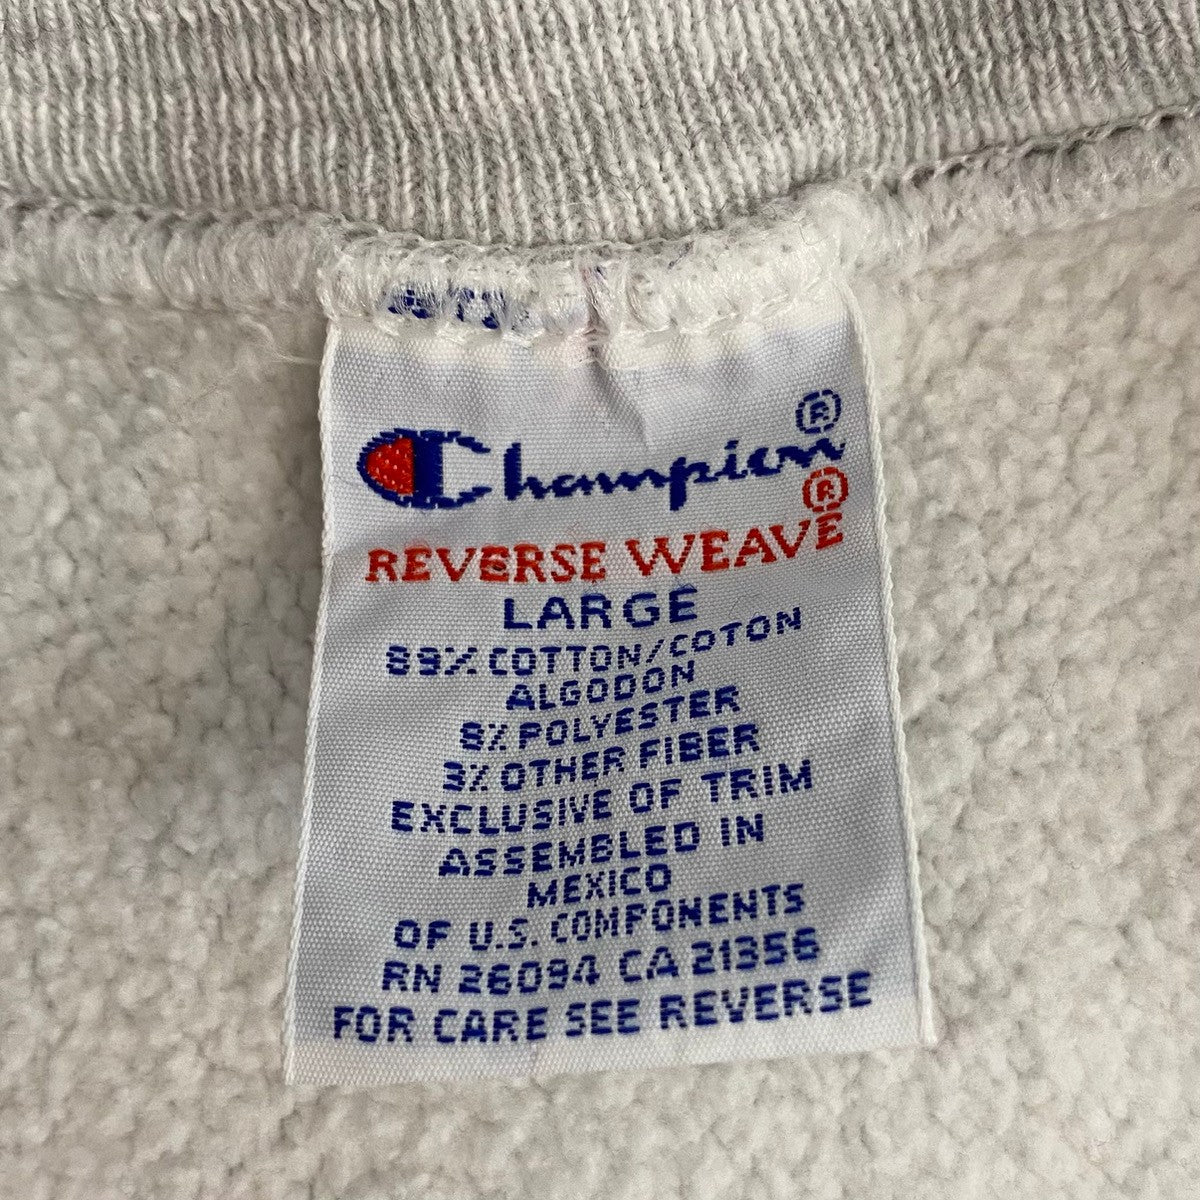 Champion®
REVERSE WEAVE®
LARGE
89% COTTON/COTON
ALGODON
8% POLYESTER
3% OTHER FIBER
EXCLUSIVE OF TRIM
ASSEMBLED IN
MEXICO
OF U.S. COMPONENTS
RN 26094 CA 21356
FOR CARE SEE REVERSE